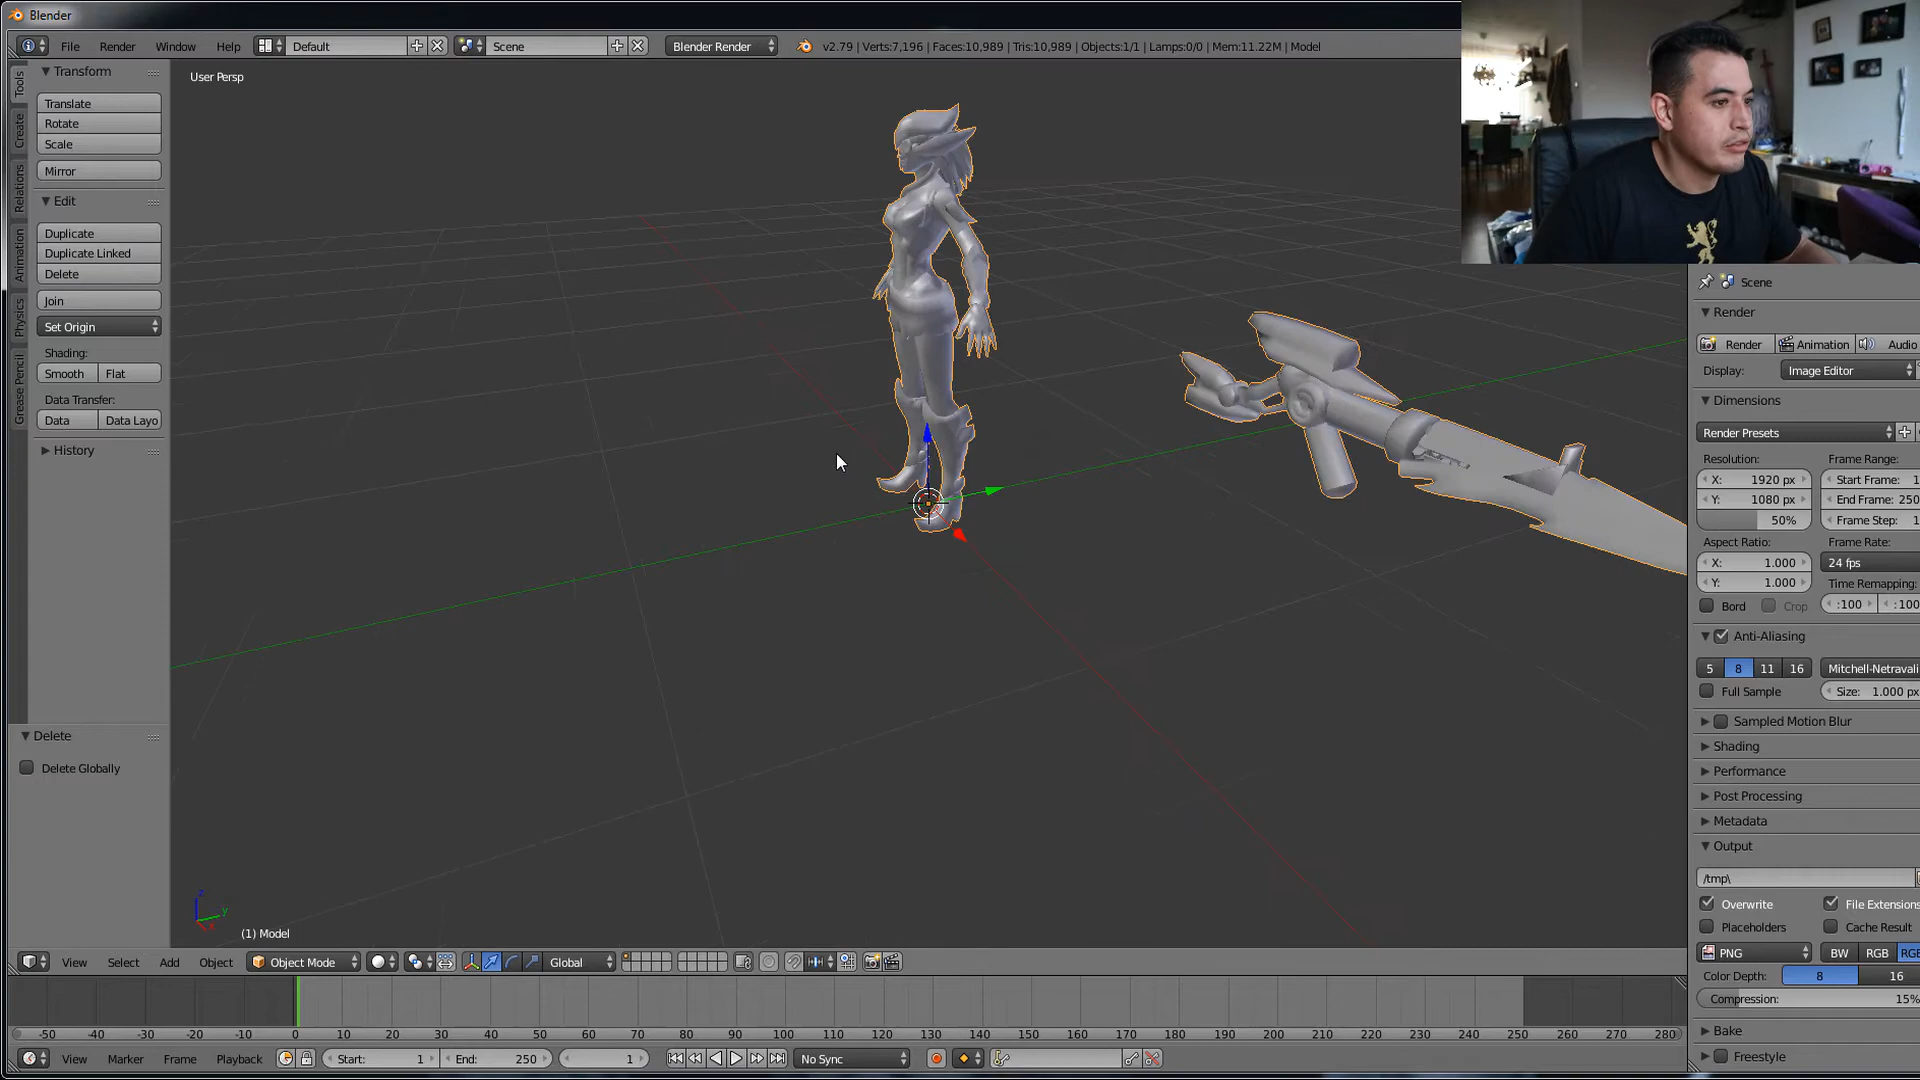 Blender
File Render Window Help Default Scene Blender Render v2.79 | Verts:7,196 | Faces:10,989 | Tris:10,989 | Objects:1/1 | Lamps:0/0 | Mem:11.22M | Model
Tools
Create
Relations
Animation
Physics
Grease Pencil
Transform
Translate
Rotate
Scale
Mirror
Edit
Duplicate
Duplicate Linked
Delete
Join
Set Origin
Shading:
Smooth Flat
Data Transfer:
Data Data Layo
History
Delete
Delete Globally
User Persp
z
y
x
(1) Model
View Select Add Object Object Mode Global
-50 -40 -30 -20 -10 0 10 20 30 40 50 60 70 80 90 100 110 120 130 140 150 160 170 180 190 200 210 220 230 240 250 260 270 280
View Marker Frame Playback Start: 1 End: 250 1 No Sync
Scene
Render
Render Animation Audio
Display: Image Editor
Dimensions
Render Presets
Resolution: Frame Range:
X: 1920 px Start Frame: 1
Y: 1080 px End Frame: 250
50% Frame Step: 1
Aspect Ratio: Frame Rate:
X: 1.000 24 fps
Y: 1.000 Time Remapping:
Bord Crop :100 :100
Anti-Aliasing
5 8 11 16 Mitchell-Netravali
Full Sample Size: 1.000 px
Sampled Motion Blur
Shading
Performance
Post Processing
Metadata
Output
/tmp\
Overwrite File Extensions
Placeholders Cache Result
PNG BW RGB RGB
Color Depth: 8 16
Compression: 15%
Bake
Freestyle